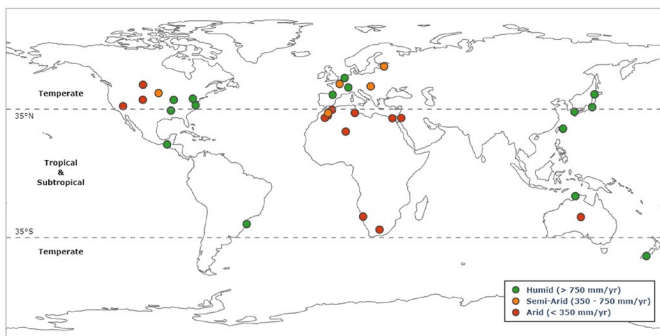 Temperate
35°N
Tropical
&
Subtropical
35°S
Temperate
Humid (> 750 mm/yr)
Semi-Arid (350 - 750 mm/yr)
Arid (< 350 mm/yr)